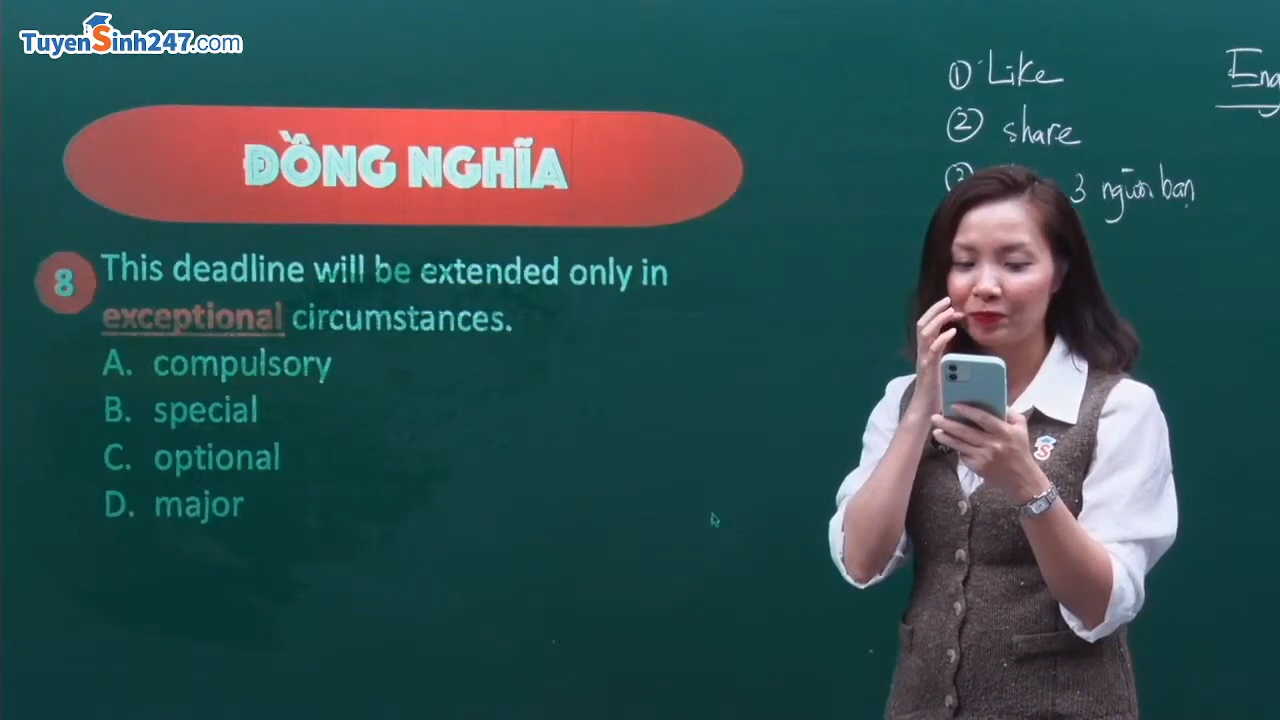 TuyenSinh247.com
ĐỒNG NGHĨA
8 This deadline will be extended only in
exceptional circumstances.
A. compulsory
B. special
C. optional
D. major
① Like
② share
③ 3 người bạn